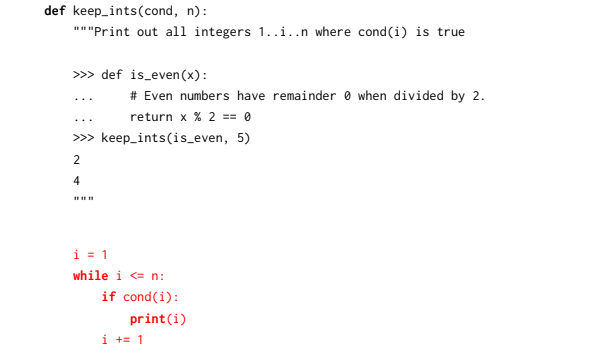 def keep_ints(cond, n):
    """Print out all integers 1..i..n where cond(i) is true

    >>> def is_even(x):
    ...     # Even numbers have remainder 0 when divided by 2.
    ...     return x % 2 == 0
    >>> keep_ints(is_even, 5)
    2
    4
    """

    i = 1
    while i <= n:
        if cond(i):
            print(i)
        i += 1